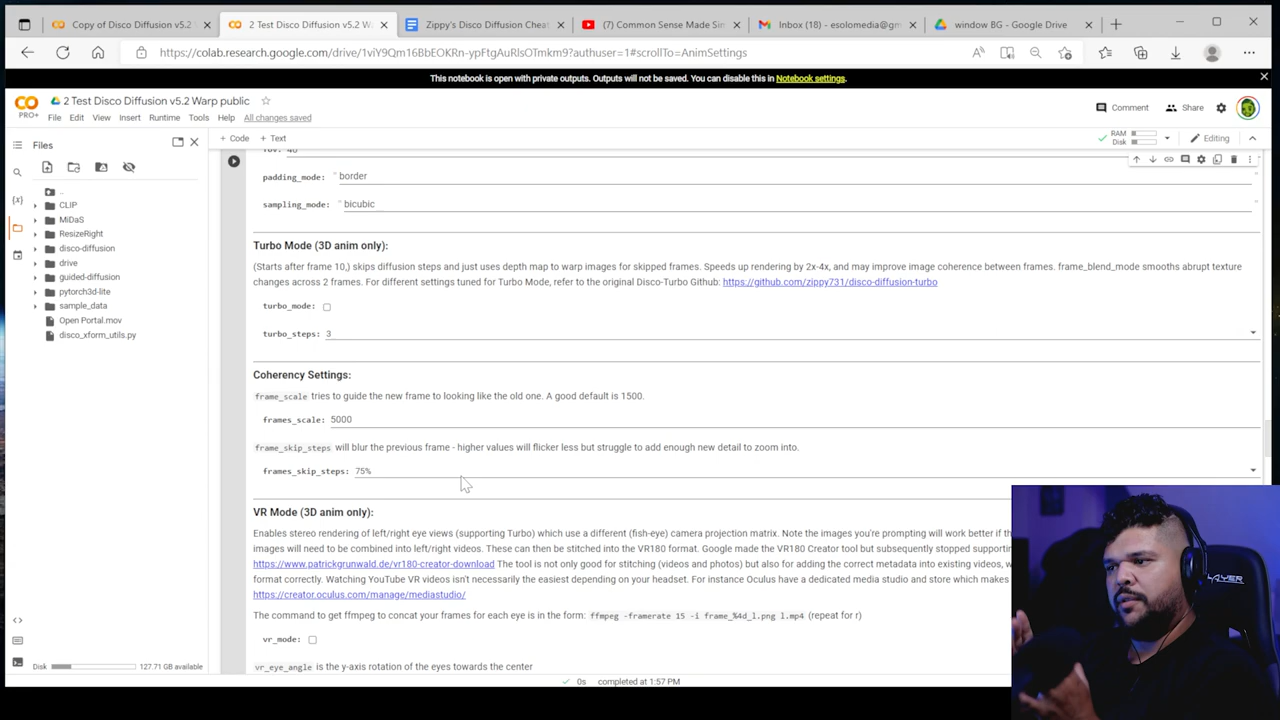 Copy of Disco Diffusion v5.2
2 Test Disco Diffusion v5.2 Wa
Zippy's Disco Diffusion Cheat
(7) Common Sense Made Sim
Inbox (18) - esolomedia@gm
window BG - Google Drive
https://colab.research.google.com/drive/1viY9Qm16BbEOKRn-ypFtgAuRlsOTmkm9?authuser=1#scrollTo=AnimSettings
This notebook is open with private outputs. Outputs will not be saved. You can disable this in Notebook settings.
2 Test Disco Diffusion v5.2 Warp public
PRO+
File Edit View Insert Runtime Tools Help All changes saved
Comment Share
Files
+ Code + Text
RAM
Disk
Editing
..
CLIP
MiDaS
ResizeRight
disco-diffusion
drive
guided-diffusion
pytorch3d-lite
sample_data
Open Portal.mov
disco_xform_utils.py
Disk 127.71 GB available
padding_mode: " border "
sampling_mode: " bicubic "
Turbo Mode (3D anim only):
(Starts after frame 10,) skips diffusion steps and just uses depth map to warp images for skipped frames. Speeds up rendering by 2x-4x, and may improve image coherence between frames. frame_blend_mode smooths abrupt texture
changes across 2 frames. For different settings tuned for Turbo Mode, refer to the original Disco-Turbo Github: https://github.com/zippy731/disco-diffusion-turbo
turbo_mode:
turbo_steps: 3
Coherency Settings:
frame_scale tries to guide the new frame to looking like the old one. A good default is 1500.
frames_scale: 5000
frame_skip_steps will blur the previous frame - higher values will flicker less but struggle to add enough new detail to zoom into.
frames_skip_steps: 75%
VR Mode (3D anim only):
Enables stereo rendering of left/right eye views (supporting Turbo) which use a different (fish-eye) camera projection matrix. Note the images you're prompting will work better if th
images will need to be combined into left/right videos. These can then be stitched into the VR180 format. Google made the VR180 Creator tool but subsequently stopped supportin
https://www.patrickgrunwald.de/vr180-creator-download The tool is not only good for stitching (videos and photos) but also for adding the correct metadata into existing videos, w
format correctly. Watching YouTube VR videos isn't necessarily the easiest depending on your headset. For instance Oculus have a dedicated media studio and store which makes
https://creator.oculus.com/manage/mediastudio/
The command to get ffmpeg to concat your frames for each eye is in the form: ffmpeg -framerate 15 -i frame_%4d_l.png l.mp4 (repeat for r)
vr_mode:
vr_eye_angle is the y-axis rotation of the eyes towards the center
0s completed at 1:57 PM